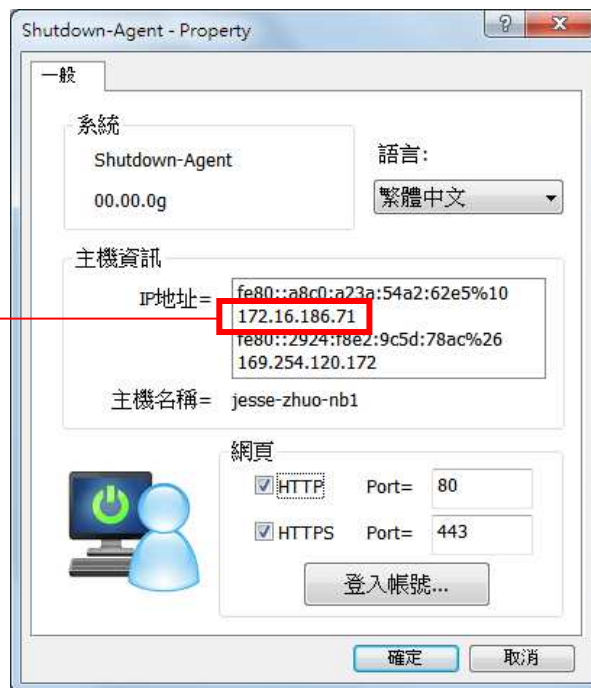 Shutdown-Agent - Property
一般
系統
Shutdown-Agent
00.00.0g
語言:
繁體中文
主機資訊
IP地址=
fe80::a8c0:a23a:54a2:62e5%10
172.16.186.71
fe80::2924:f8e2:9c5d:78ac%26
169.254.120.172
主機名稱= jesse-zhuo-nb1
網頁
HTTP Port= 80
HTTPS Port= 443
登入帳號...
確定 取消